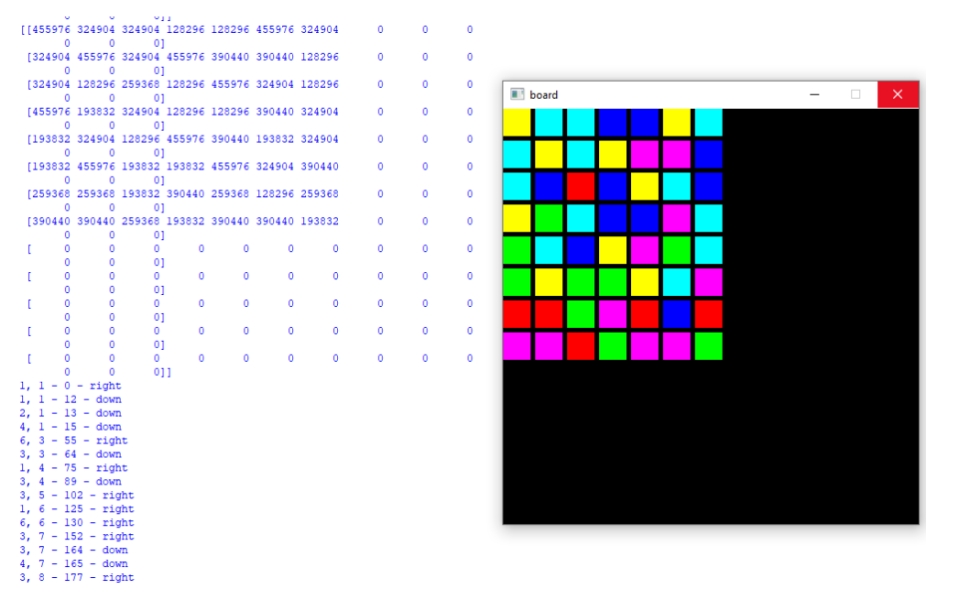 0 0 0]]
[[455976 324904 324904 128296 128296 455976 324904 0 0 0
0 0 0]
[324904 455976 324904 455976 390440 390440 128296 0 0 0
0 0 0]
[324904 128296 259368 128296 455976 324904 128296 0 0 0
0 0 0]
[455976 193832 324904 128296 128296 390440 324904 0 0 0
0 0 0]
[193832 324904 128296 455976 390440 193832 324904 0 0 0
0 0 0]
[193832 455976 193832 193832 455976 324904 390440 0 0 0
0 0 0]
[259368 259368 193832 390440 259368 128296 259368 0 0 0
0 0 0]
[390440 390440 259368 193832 390440 390440 193832 0 0 0
0 0 0]
[ 0 0 0 0 0 0 0 0 0 0
0 0 0]
[ 0 0 0 0 0 0 0 0 0 0
0 0 0]
[ 0 0 0 0 0 0 0 0 0 0
0 0 0]
[ 0 0 0 0 0 0 0 0 0 0
0 0 0]
[ 0 0 0 0 0 0 0 0 0 0
0 0 0]]
1, 1 - 0 - right
1, 1 - 12 - down
2, 1 - 13 - down
4, 1 - 15 - down
6, 3 - 55 - right
3, 3 - 64 - down
1, 4 - 75 - right
3, 4 - 89 - down
3, 5 - 102 - right
1, 6 - 125 - right
6, 6 - 130 - right
3, 7 - 152 - right
3, 7 - 164 - down
4, 7 - 165 - down
3, 8 - 177 - right
board